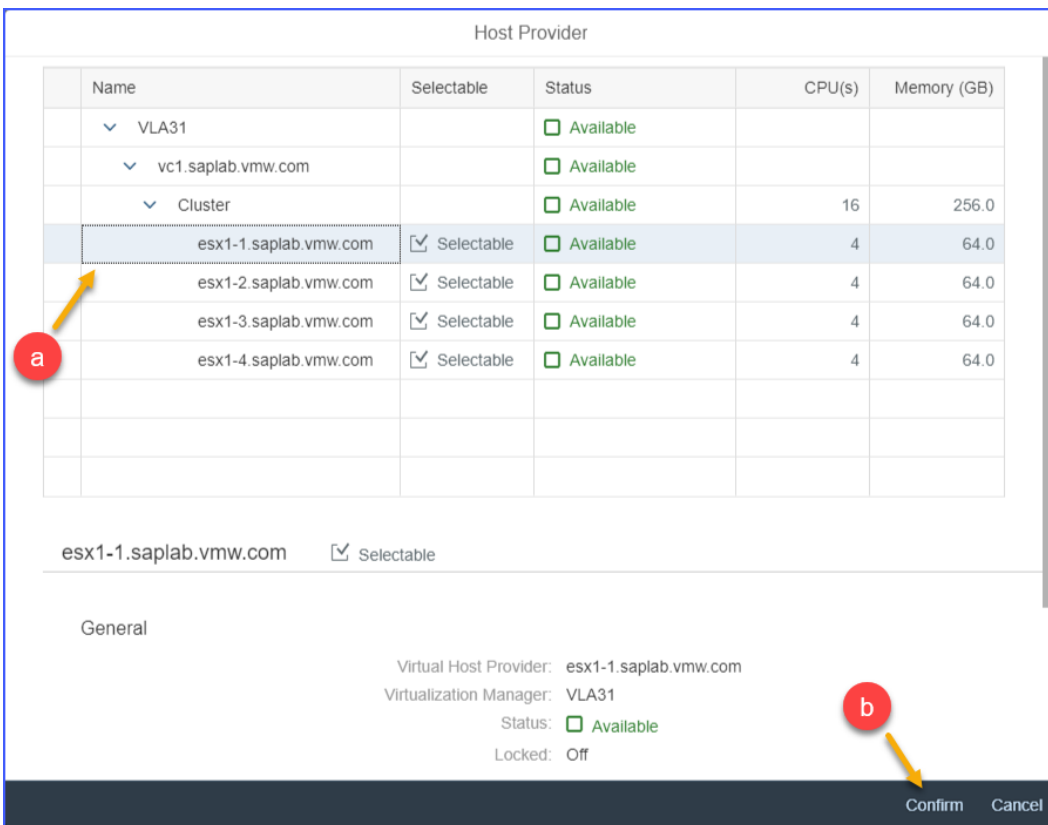 Host Provider
Name Selectable Status CPU(s) Memory (GB)
VLA31 Available
vc1.saplab.vmw.com Available
Cluster Available 16 256.0
esx1-1.saplab.vmw.com Selectable Available 4 64.0
esx1-2.saplab.vmw.com Selectable Available 4 64.0
esx1-3.saplab.vmw.com Selectable Available 4 64.0
a
esx1-4.saplab.vmw.com Selectable Available 4 64.0
esx1-1.saplab.vmw.com Selectable
General
Virtual Host Provider: esx1-1.saplab.vmw.com
Virtualization Manager: VLA31
b
Status: Available
Locked: Off
Confirm Cancel